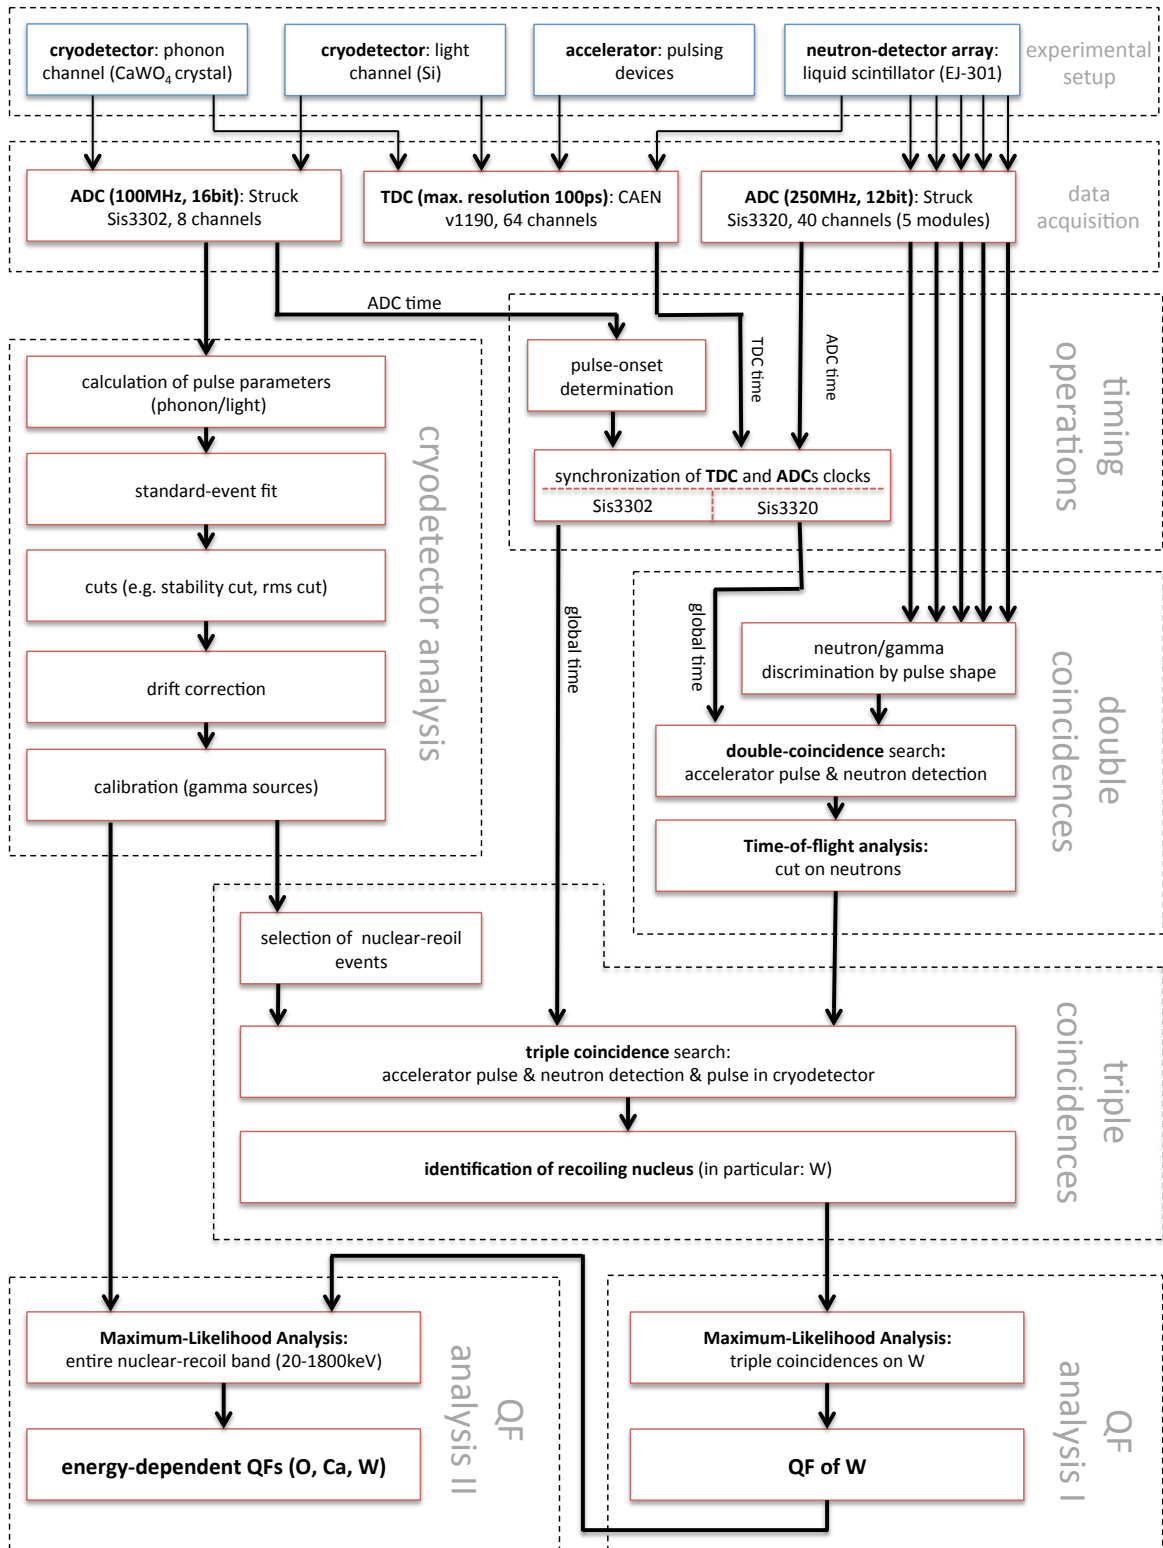 cryodetector: phonon
channel (CaWO4 crystal)
cryodetector: light
channel (Si)
accelerator: pulsing
devices
neutron-detector array:
liquid scintillator (EJ-301)
experimental
setup
ADC (100MHz, 16bit): Struck
Sis3302, 8 channels
TDC (max. resolution 100ps): CAEN
v1190, 64 channels
ADC (250MHz, 12bit): Struck
Sis3320, 40 channels (5 modules)
data
acquisition
ADC time
TDC time
ADC time
timing
operations
pulse-onset
determination
synchronization of TDC and ADCs clocks
Sis3302
Sis3320
calculation of pulse parameters
(phonon/light)
standard-event fit
cuts (e.g. stability cut, rms cut)
drift correction
calibration (gamma sources)
cryodetector analysis
global time
global time
neutron/gamma
discrimination by pulse shape
double-coincidence search:
accelerator pulse & neutron detection
Time-of-flight analysis:
cut on neutrons
double
coincidences
selection of nuclear-reoil
events
triple coincidence search:
accelerator pulse & neutron detection & pulse in cryodetector
identification of recoiling nucleus (in particular: W)
triple
coincidences
Maximum-Likelihood Analysis:
entire nuclear-recoil band (20-1800keV)
energy-dependent QFs (O, Ca, W)
QF
analysis II
Maximum-Likelihood Analysis:
triple coincidences on W
QF of W
QF
analysis I